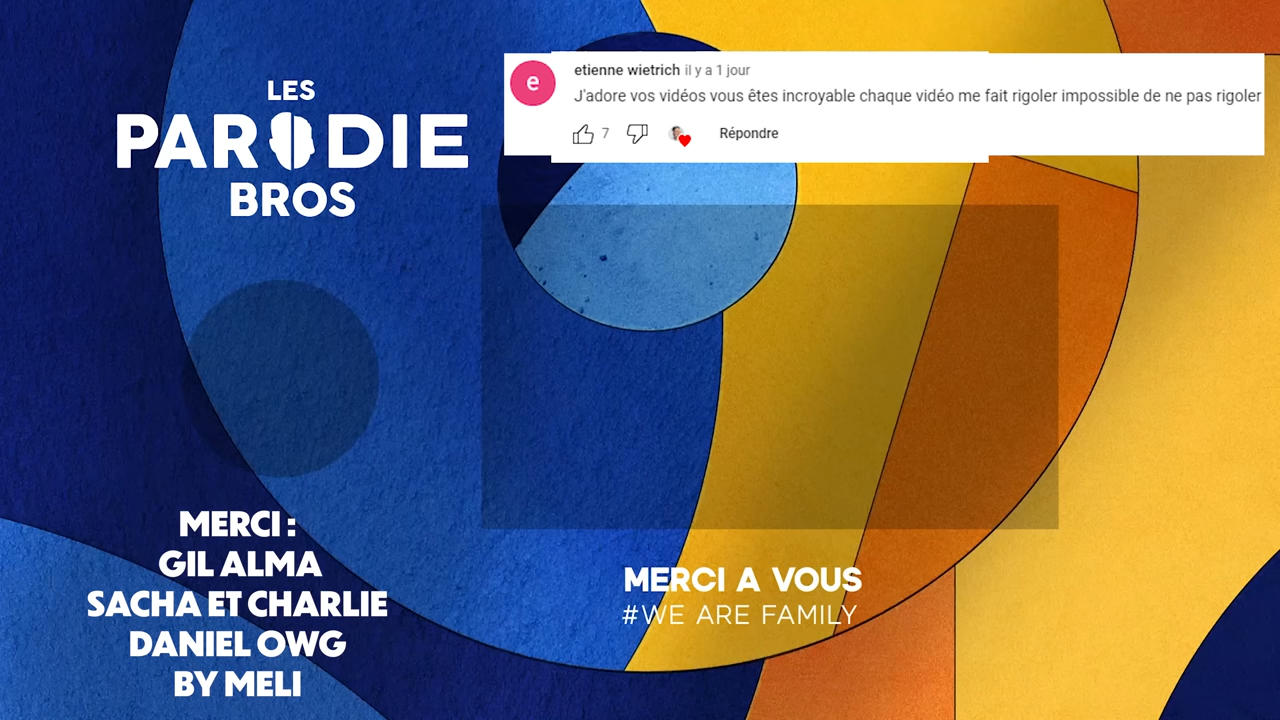 LES
PARODIE
BROS
e
etienne wietrich il y a 1 jour
J'adore vos vidéos vous êtes incroyable chaque vidéo me fait rigoler impossible de ne pas rigoler
7
Répondre
MERCI :
GIL ALMA
SACHA ET CHARLIE
DANIEL OWG
BY MELI
MERCI A VOUS
#WE ARE FAMILY